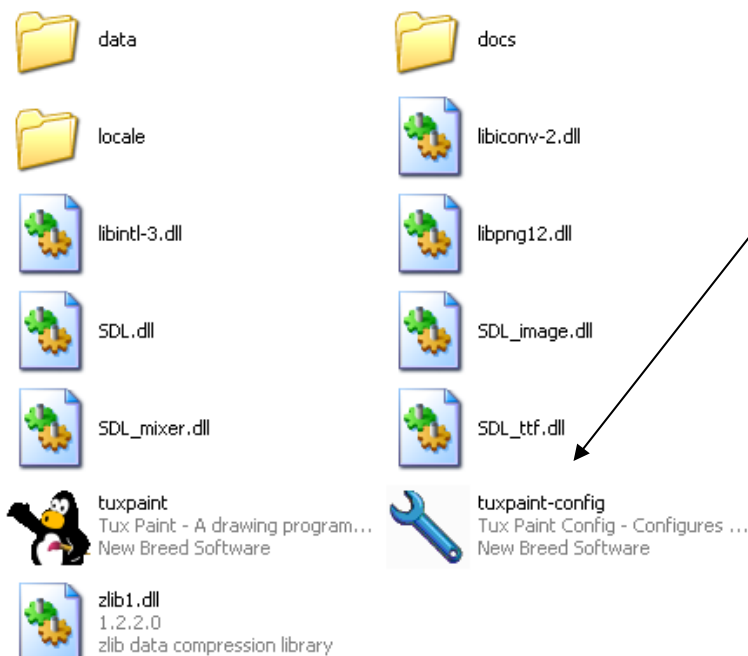 data
docs
locale
libiconv-2.dll
libintl-3.dll
libpng12.dll
SDL.dll
SDL_image.dll
SDL_mixer.dll
SDL_ttf.dll
tuxpaint
Tux Paint - A drawing program...
New Breed Software
tuxpaint-config
Tux Paint Config - Configures ...
New Breed Software
zlib1.dll
1.2.2.0
zlib data compression library